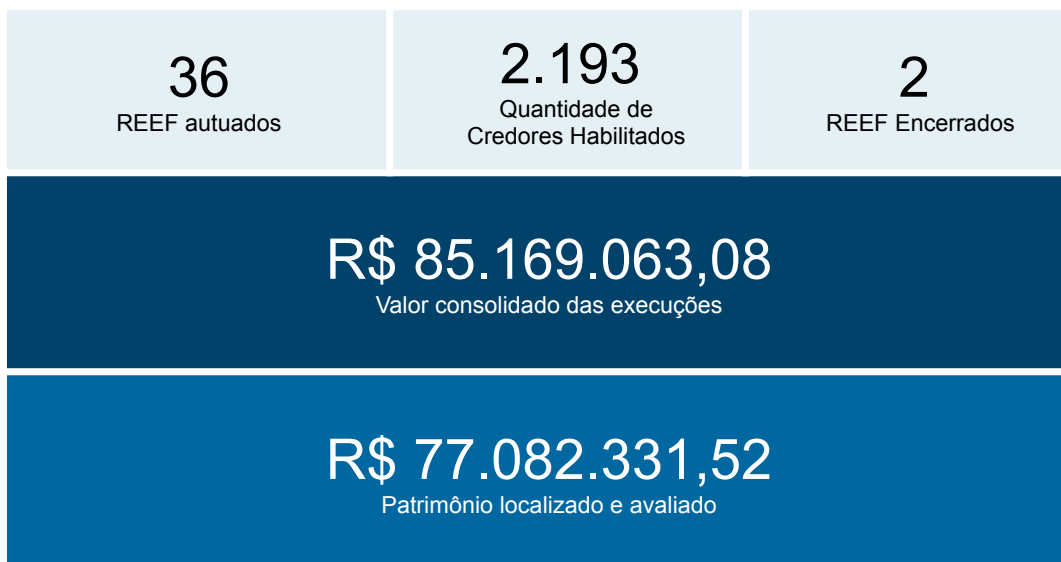 36
REEF autuados
2.193
Quantidade de
Credores Habilitados
2
REEF Encerrados
R$ 85.169.063,08
Valor consolidado das execuções
R$ 77.082.331,52
Patrimônio localizado e avaliado